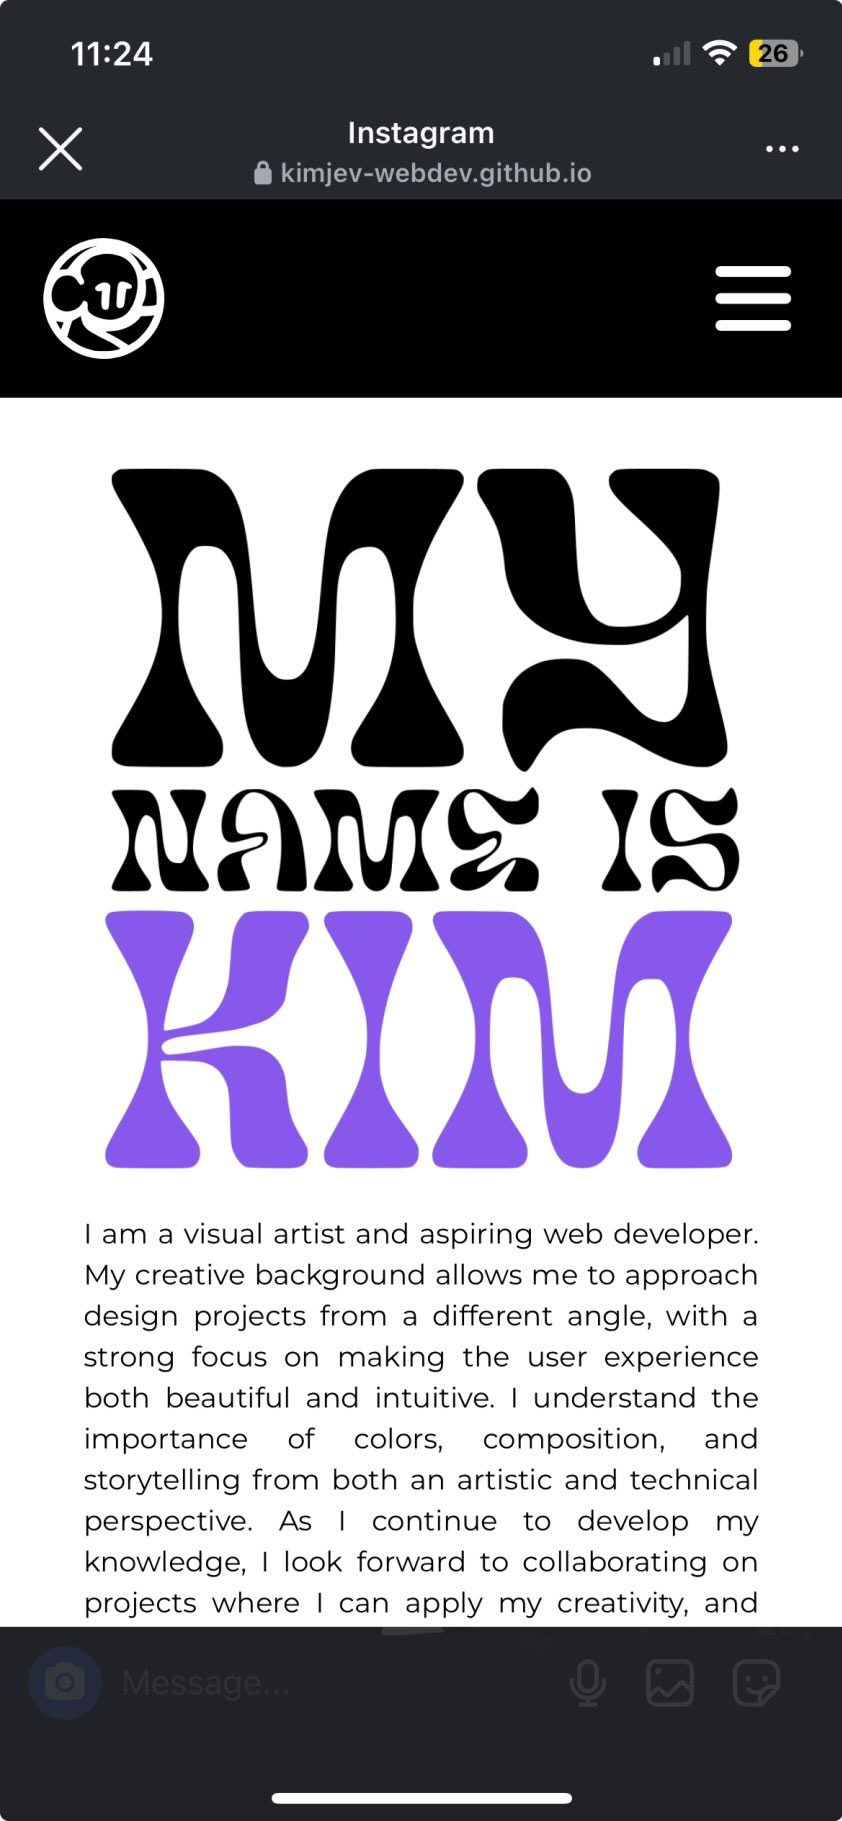 11:24
26
Instagram
kimjev-webdev.github.io
MY
NAME IS
KIM
I am a visual artist and aspiring web developer.
My creative background allows me to approach
design projects from a different angle, with a
strong focus on making the user experience
both beautiful and intuitive. I understand the
importance of colors, composition, and
storytelling from both an artistic and technical
perspective. As I continue to develop my
knowledge, I look forward to collaborating on
projects where I can apply my creativity, and
Message...